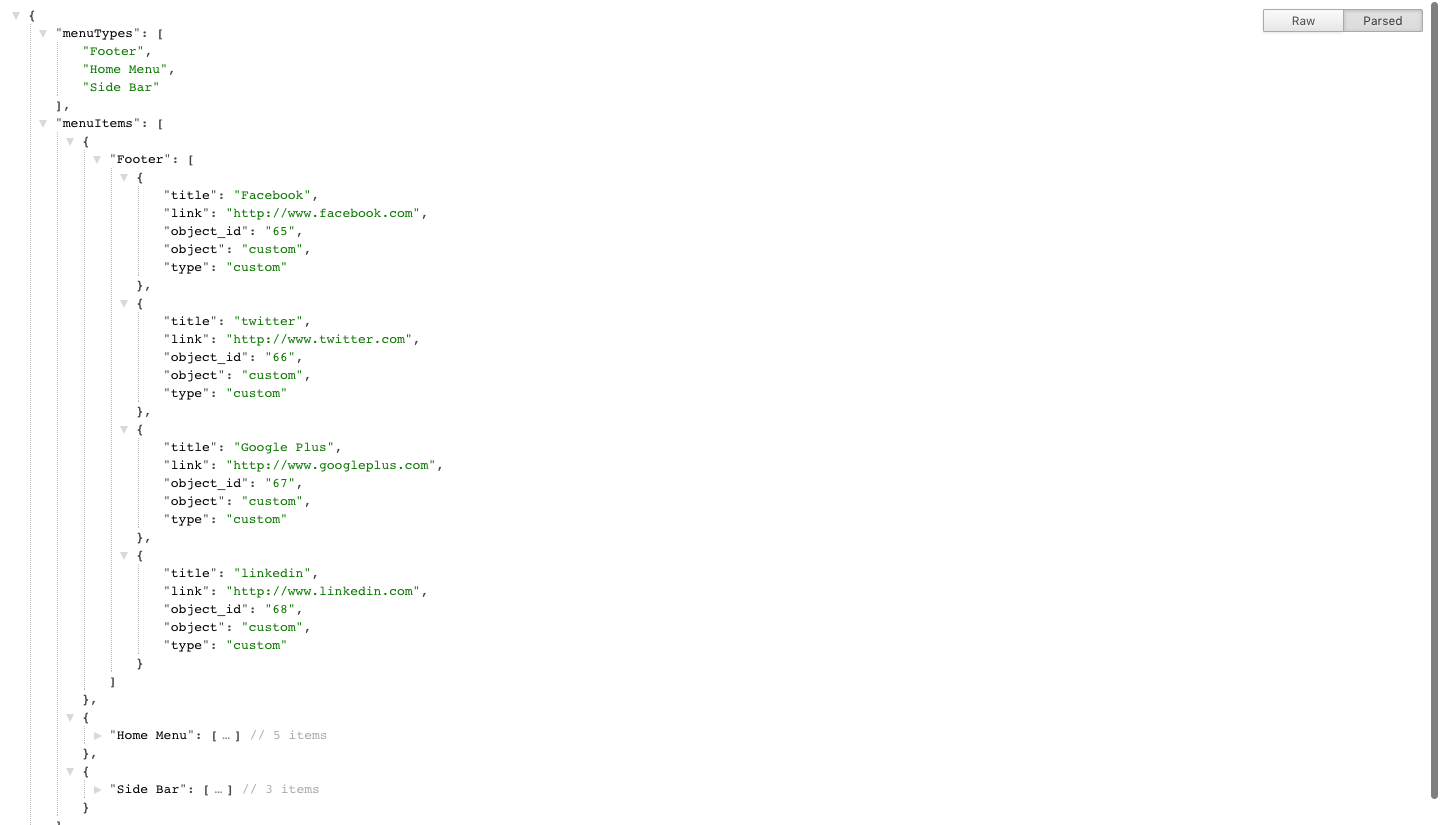 {
Raw Parsed
"menuTypes": [
"Footer",
"Home Menu",
"Side Bar"
],
"menuItems": [
{
"Footer": [
{
"title": "Facebook",
"link": "http://www.facebook.com",
"object_id": "65",
"object": "custom",
"type": "custom"
},
{
"title": "twitter",
"link": "http://www.twitter.com",
"object_id": "66",
"object": "custom",
"type": "custom"
},
{
"title": "Google Plus",
"link": "http://www.googleplus.com",
"object_id": "67",
"object": "custom",
"type": "custom"
},
{
"title": "linkedin",
"link": "http://www.linkedin.com",
"object_id": "68",
"object": "custom",
"type": "custom"
}
]
},
{
"Home Menu": [ … ] // 5 items
},
{
"Side Bar": [ … ] // 3 items
}
]